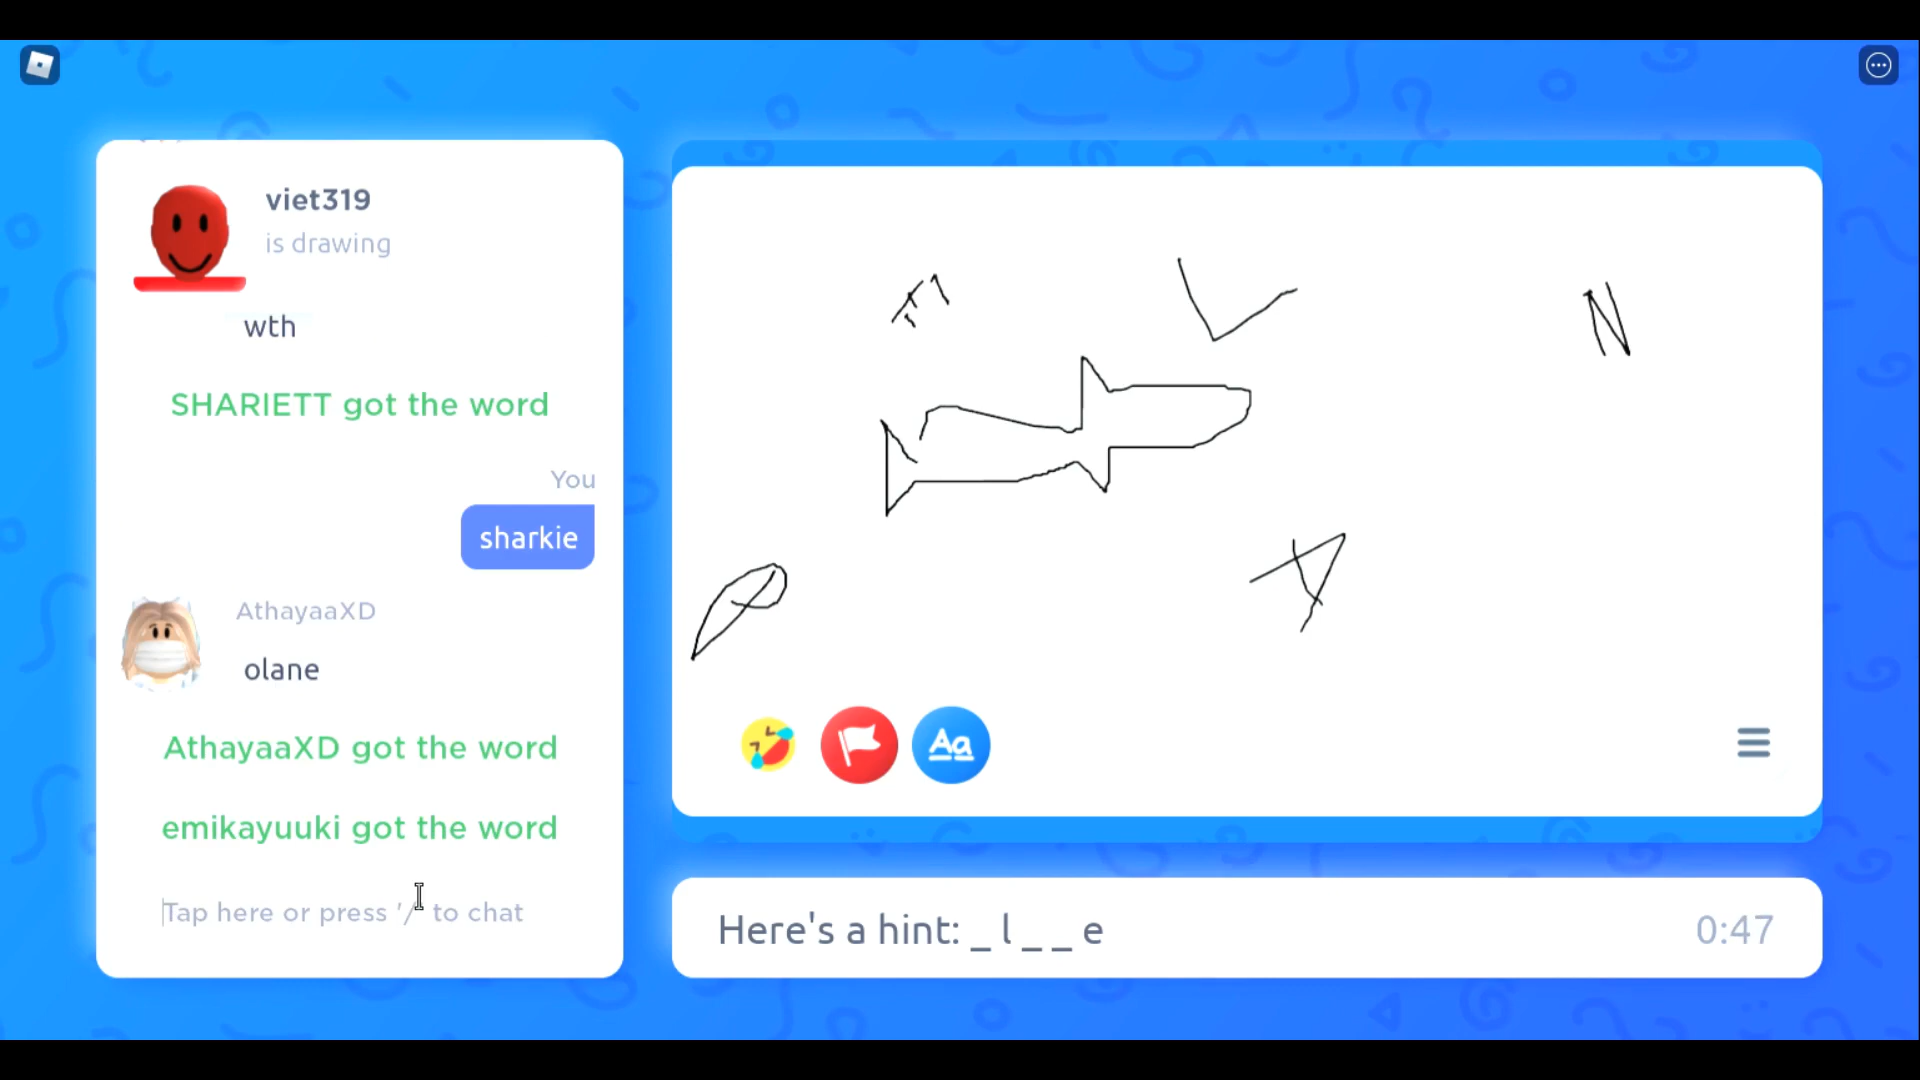 viet319
is drawing
wth
SHARIETT got the word
You
sharkie
AthayaaXD
olane
AthayaaXD got the word
emikayuuki got the word
Tap here or press '/' to chat
L
N
P
A
Aa
Here's a hint: _ l _ _ e
0:47